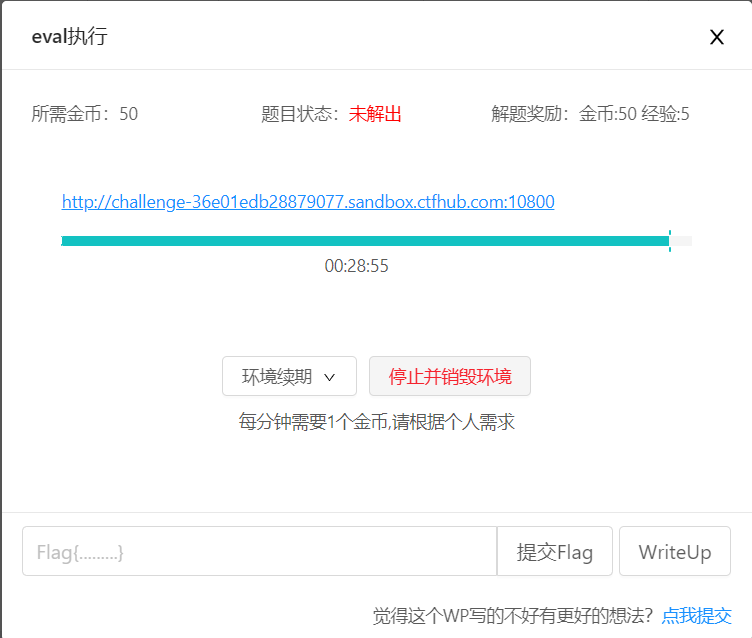 eval执行 X
所需金币：50 题目状态：未解出 解题奖励：金币:50 经验:5
http://challenge-36e01edb28879077.sandbox.ctfhub.com:10800
00:28:55
环境续期 停止并销毁环境
每分钟需要1个金币,请根据个人需求
Flag{.........} 提交Flag WriteUp
觉得这个WP写的不好有更好的想法？点我提交